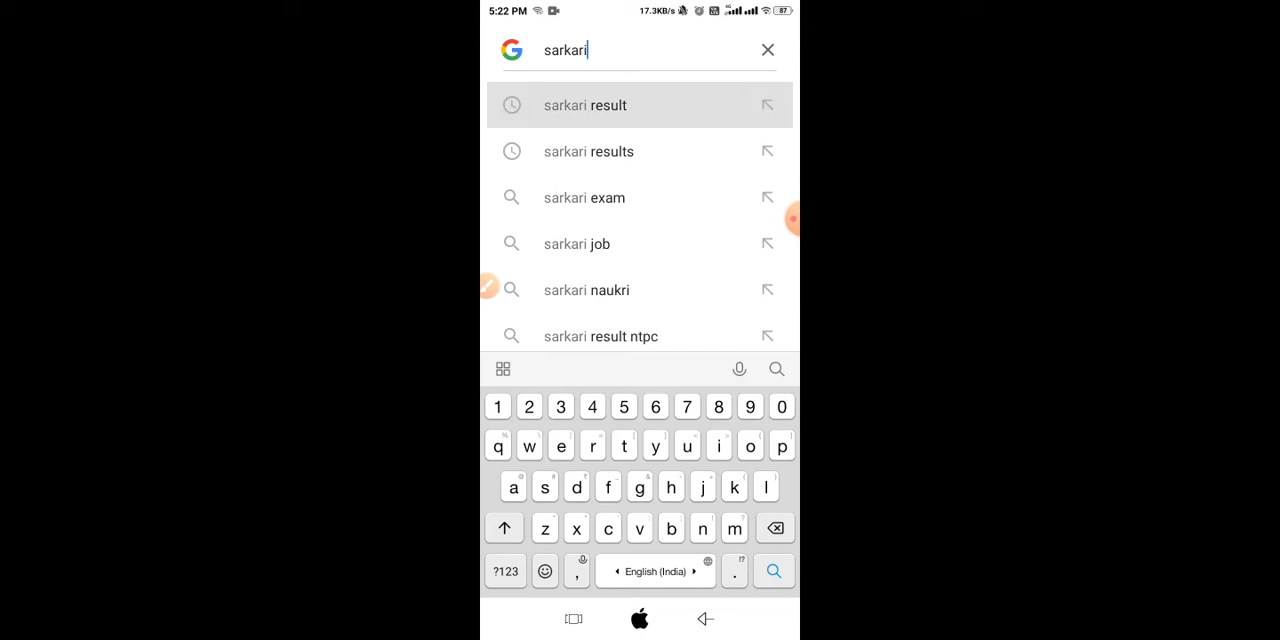 5:22 PM 17.3KB/s 87
sarkari
sarkari result
sarkari results
sarkari exam
sarkari job
sarkari naukri
sarkari result ntpc
1 2 3 4 5 6 7 8 9 0
q w e r t y u i o p
a s d f g h j k l
z x c v b n m
?123 , English (India) .